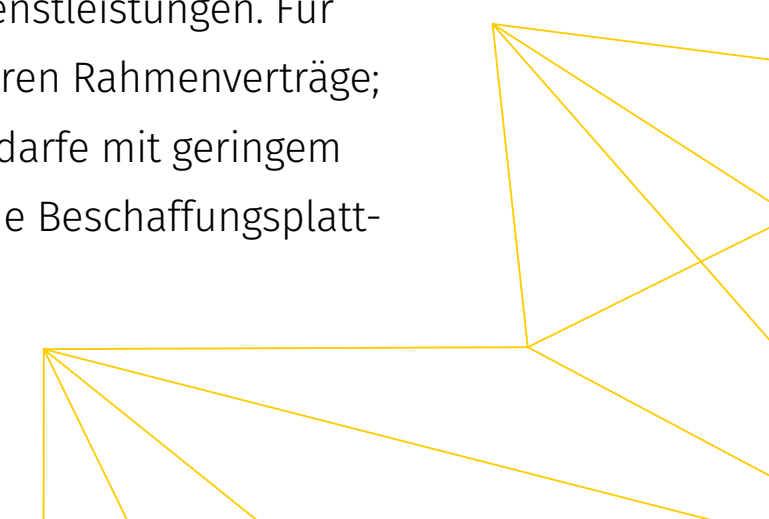 enstleistungen. Für
ren Rahmenverträge;
darfe mit geringem
e Beschaffungsplatt-